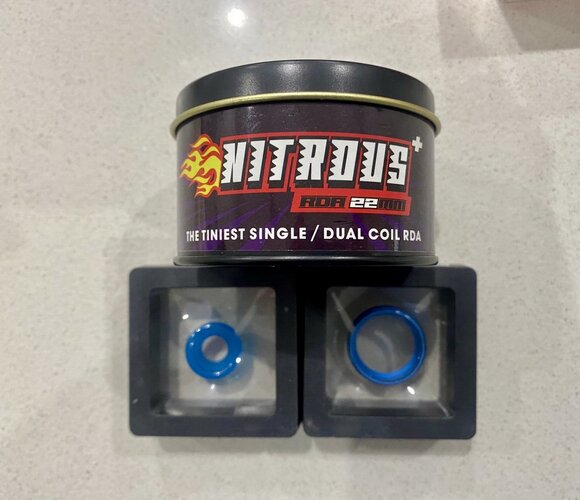 NITROUS+
RDA 22MM
THE TINIEST SINGLE / DUAL COIL RDA